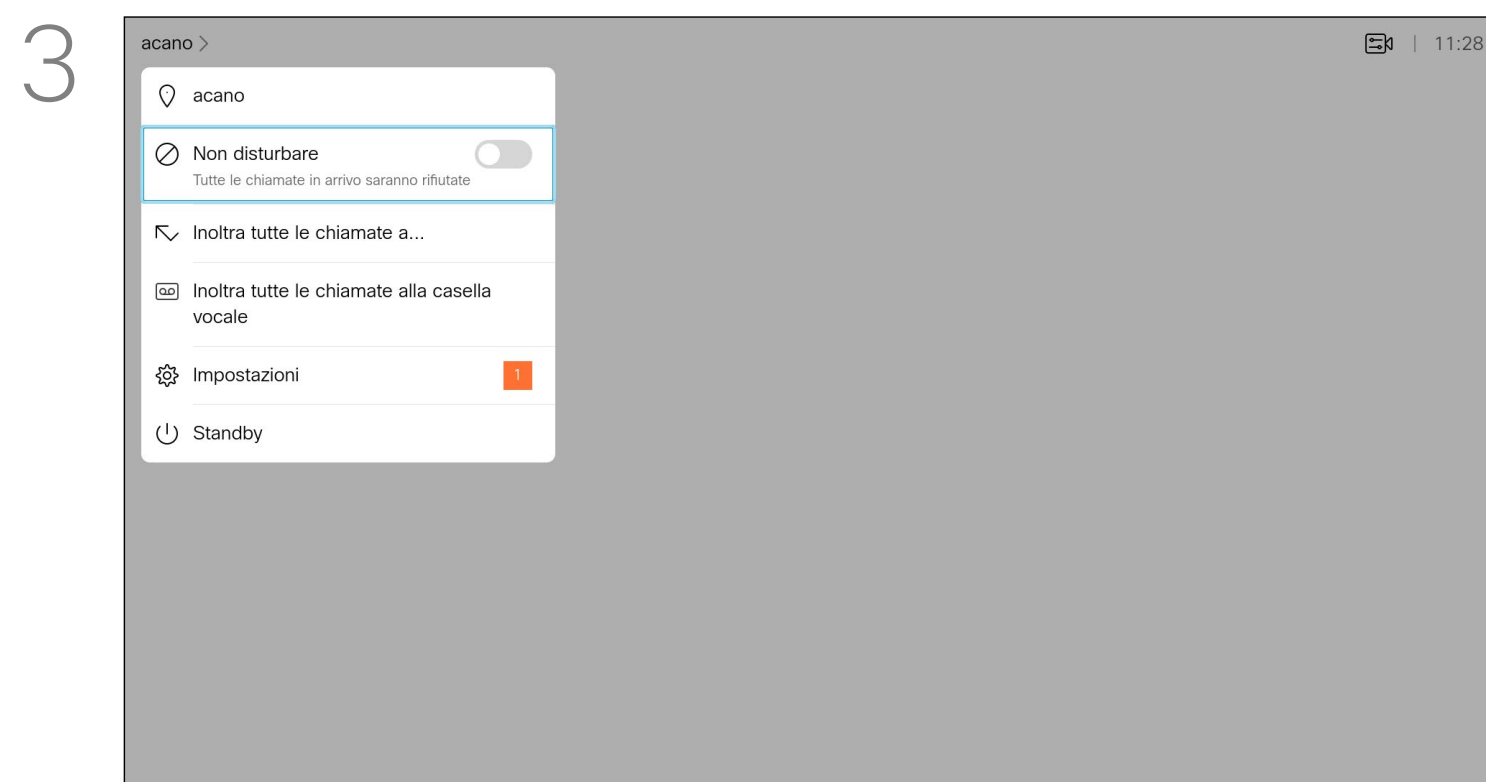 3
acano >
11:28
acano
Non disturbare
Tutte le chiamate in arrivo saranno rifiutate
Inoltra tutte le chiamate a...
Inoltra tutte le chiamate alla casella
vocale
Impostazioni
1
Standby